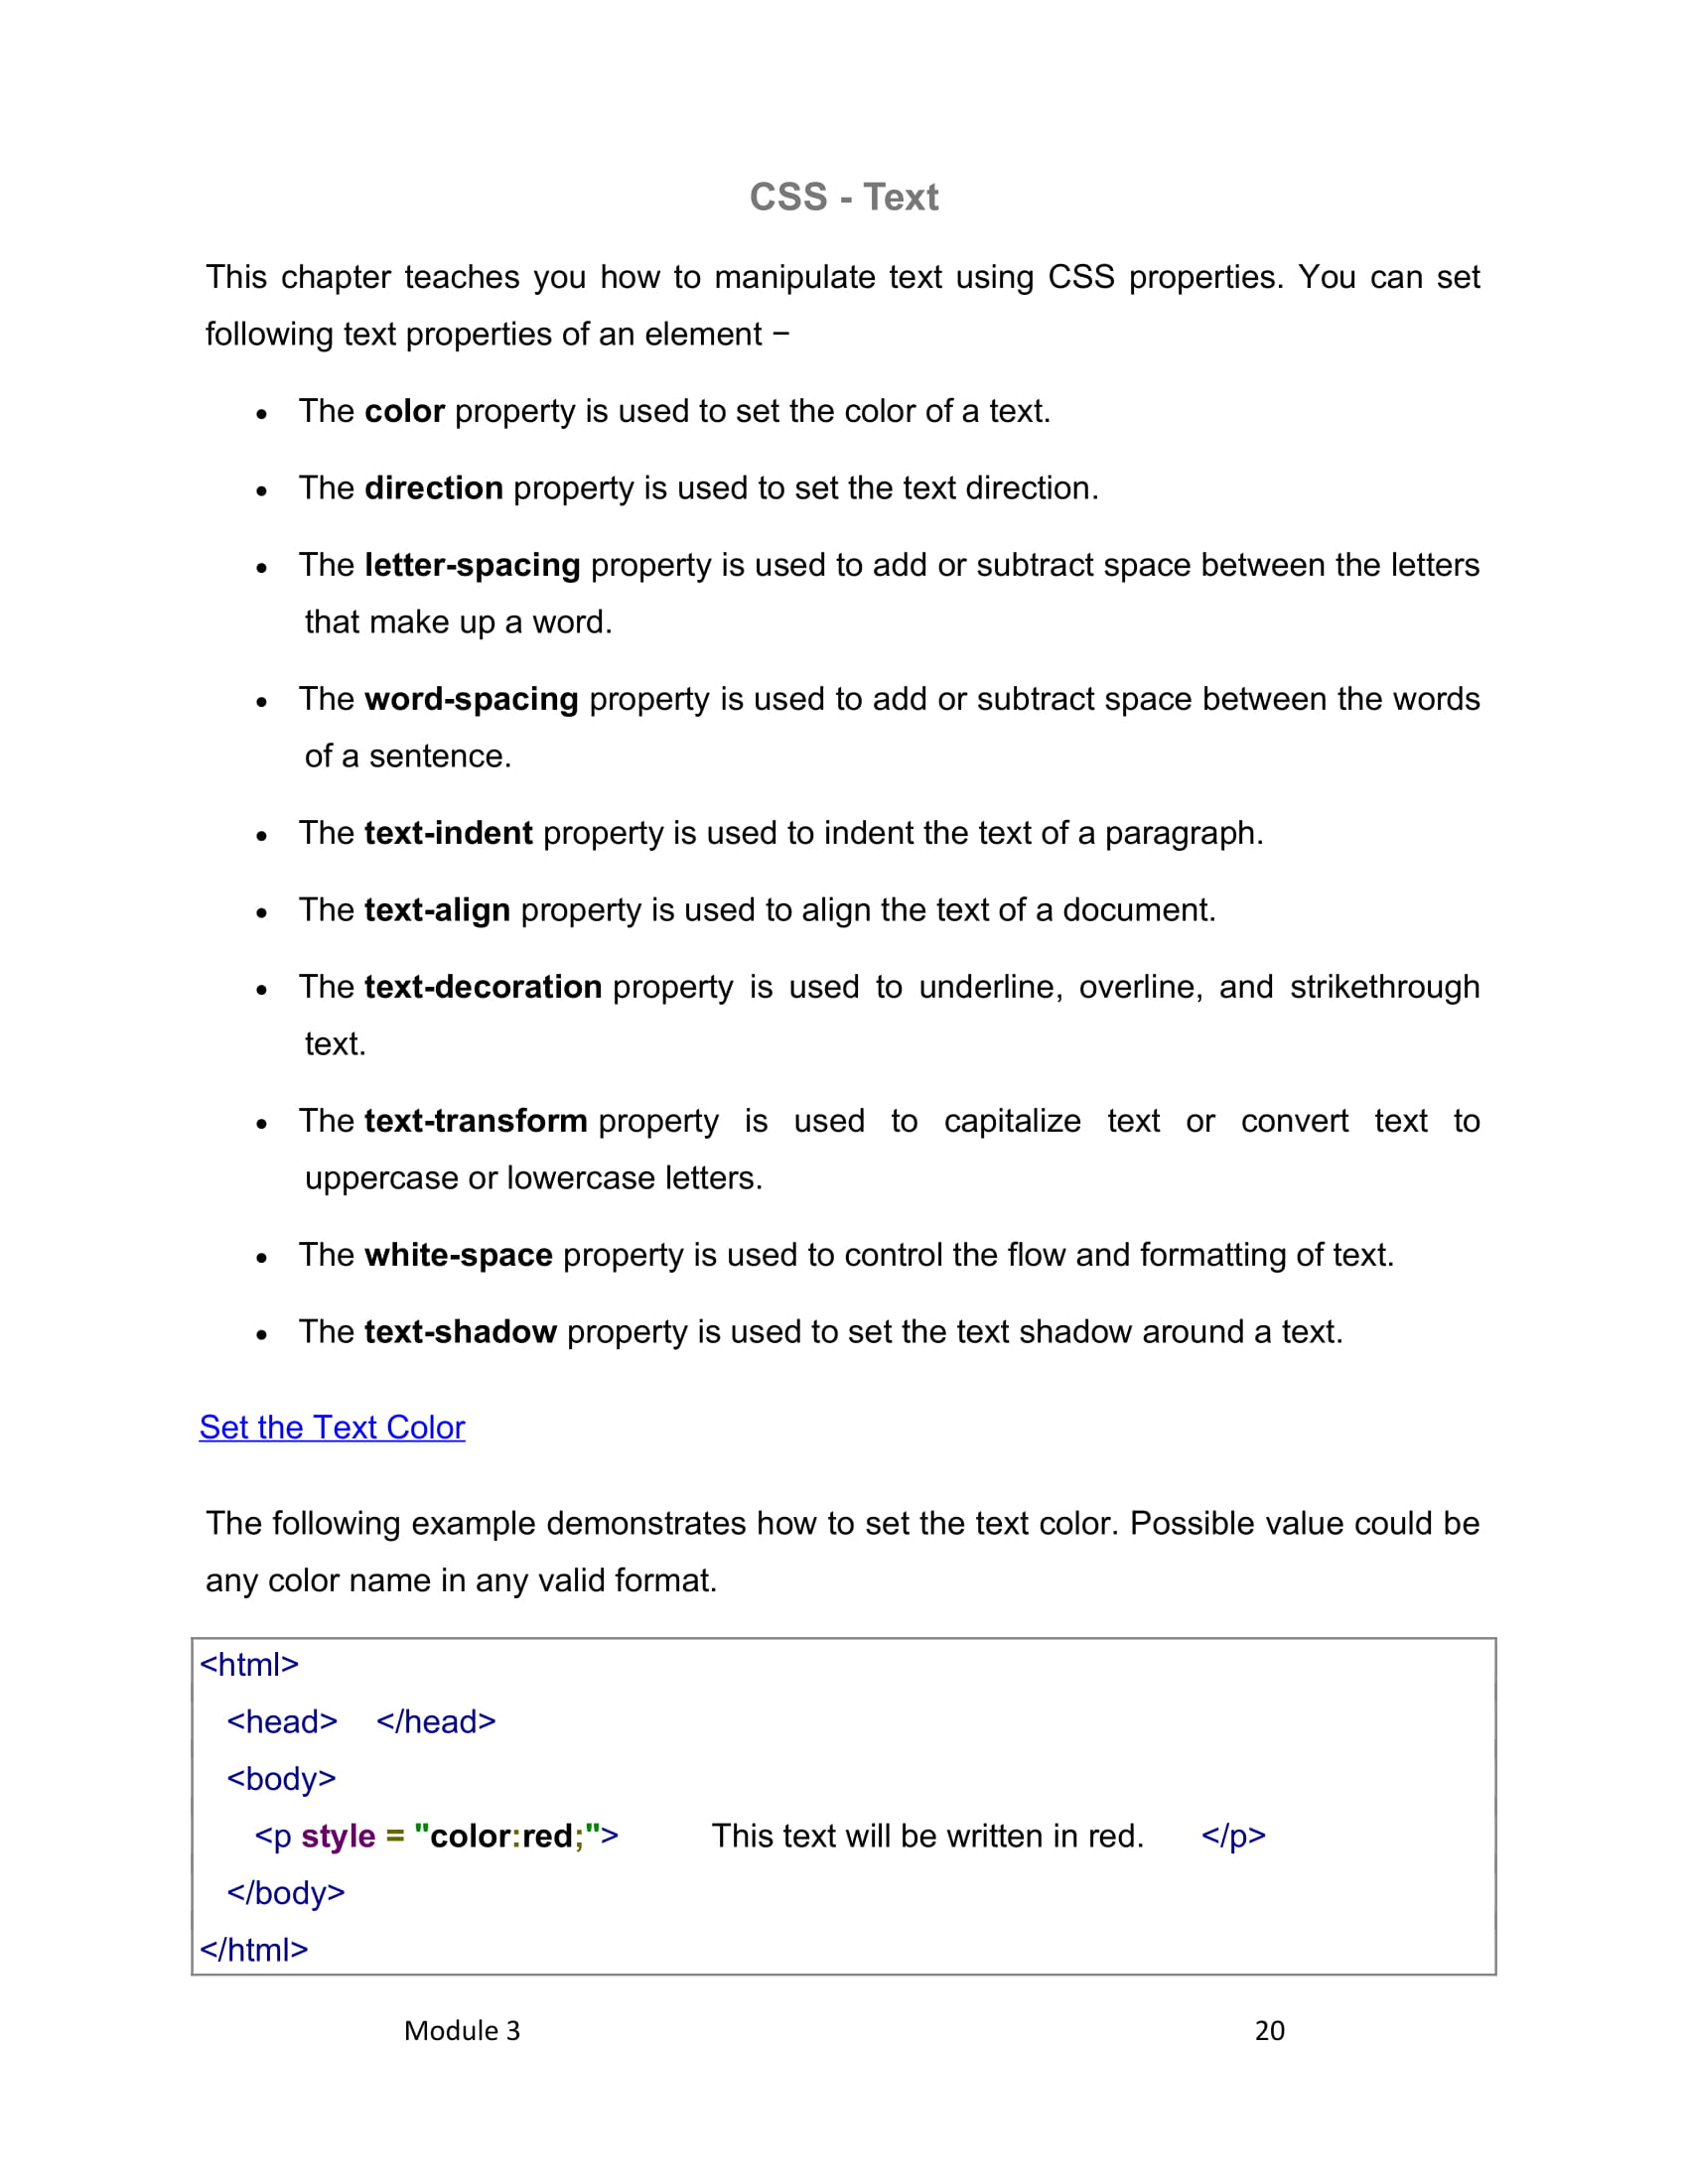 CSS - Text
This chapter teaches you how to manipulate text using CSS properties. You can set
following text properties of an element −
• The color property is used to set the color of a text.
• The direction property is used to set the text direction.
• The letter-spacing property is used to add or subtract space between the letters
that make up a word.
• The word-spacing property is used to add or subtract space between the words
of a sentence.
• The text-indent property is used to indent the text of a paragraph.
• The text-align property is used to align the text of a document.
• The text-decoration property is used to underline, overline, and strikethrough
text.
• The text-transform property is used to capitalize text or convert text to
uppercase or lowercase letters.
• The white-space property is used to control the flow and formatting of text.
• The text-shadow property is used to set the text shadow around a text.
Set the Text Color
The following example demonstrates how to set the text color. Possible value could be
any color name in any valid format.
<html>
<head> </head>
<body>
<p style = "color:red;"> This text will be written in red. </p>
</body>
</html>
Module 3 20